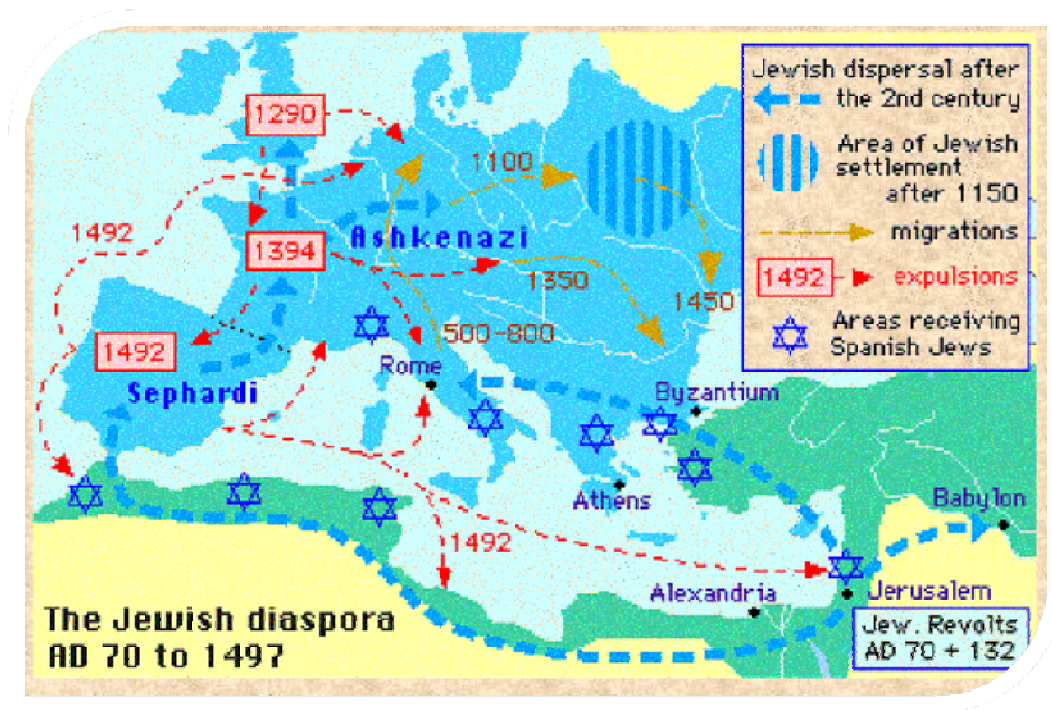 Jewish dispersal after
the 2nd century
Area of Jewish
settlement
after 1150
migrations
1492
expulsions
Areas receiving
Spanish Jews
1290
1100
1492
Ashkenazi
1394
1350
1450
500-800
1492
Rome
Sephardi
Byzantium
Athens
Babylon
1492
Alexandria
Jerusalem
The Jewish diaspora
AD 70 to 1497
Jew. Revolts
AD 70 + 132